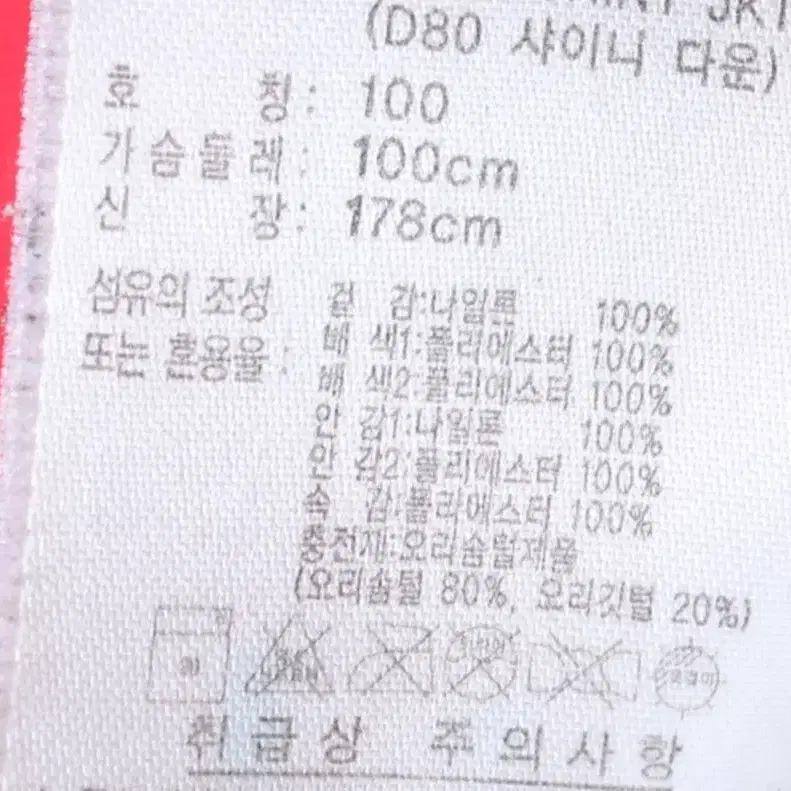 JKT
(D80 샤이니 다운)
호 칭: 100
가슴둘레: 100cm
신 장: 178cm
섬유의 조성
또는 혼용율:
겉 감:나일론 100%
배 색1:폴리에스터 100%
배 색2:폴리에스터 100%
안 감1:나일론 100%
안 감2:폴리에스터 100%
속 감:폴리에스터 100%
충전재:오리솜털제품
(오리솜털 80%, 오리깃털 20%)
취급상 주의사항